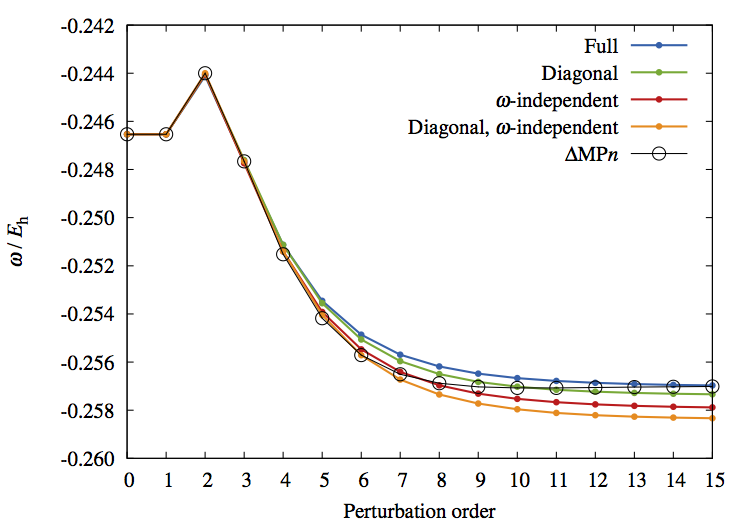 -0.242
-0.244
-0.246
-0.248
-0.250
-0.252
-0.254
-0.256
-0.258
-0.260
ω / Eh
Full
Diagonal
ω-independent
Diagonal, ω-independent
ΔMPn
0 1 2 3 4 5 6 7 8 9 10 11 12 13 14 15
Perturbation order